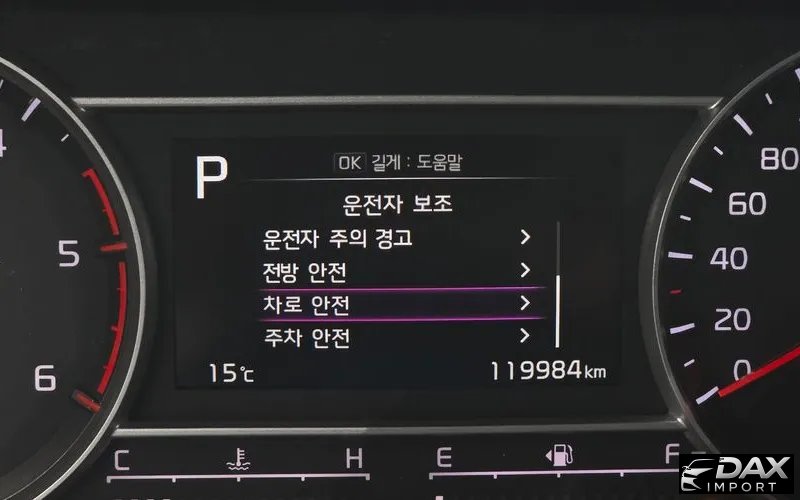 P
OK 길게 : 도움말
운전자 보조
운전자 주의 경고
전방 안전
차로 안전
주차 안전
15℃
119984km
5
6
80
60
40
20
0
C H
E F
DAX
IMPORT